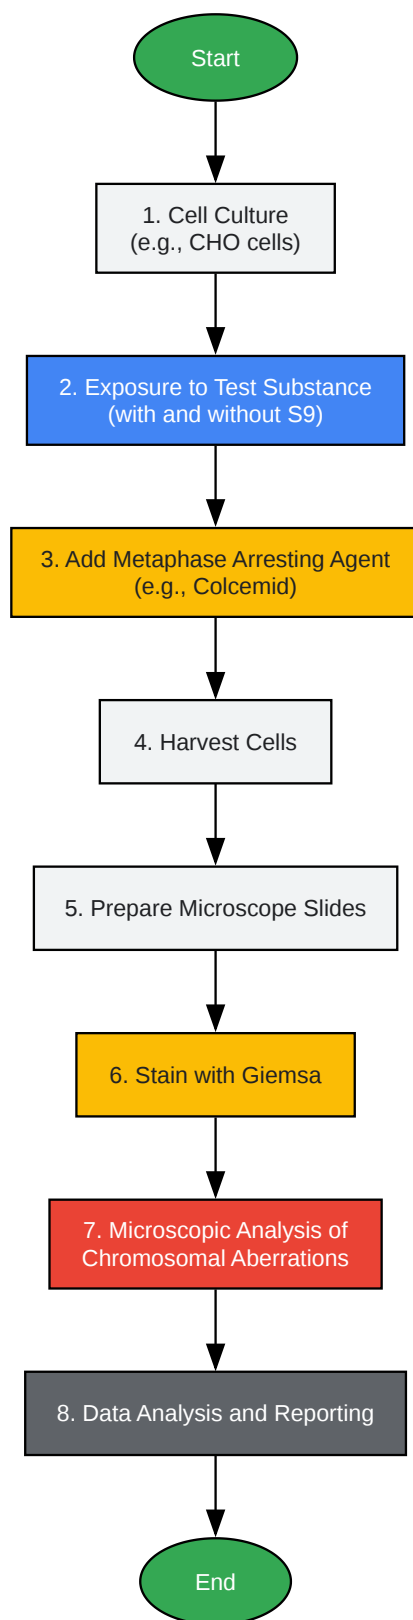 Start
1. Cell Culture
(e.g., CHO cells)
2. Exposure to Test Substance
(with and without S9)
3. Add Metaphase Arresting Agent
(e.g., Colcemid)
4. Harvest Cells
5. Prepare Microscope Slides
6. Stain with Giemsa
7. Microscopic Analysis of
Chromosomal Aberrations
8. Data Analysis and Reporting
End